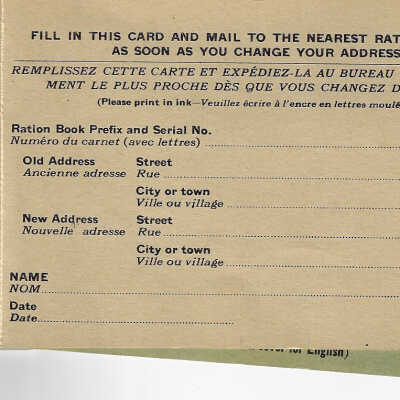 FILL IN THIS CARD AND MAIL TO THE NEAREST RAT
AS SOON AS YOU CHANGE YOUR ADDRESS
REMPLISSEZ CETTE CARTE ET EXPÉDIEZ-LA AU BUREAU
MENT LE PLUS PROCHE DÈS QUE VOUS CHANGEZ D
(Please print in ink—Veuillez écrire à l'encre en lettres moulé
Ration Book Prefix and Serial No.
Numéro du carnet (avec lettres)
Old Address Street
Ancienne adresse Rue
City or town
Ville ou village
New Address Street
Nouvelle adresse Rue
City or town
Ville ou village
NAME
NOM
Date
Date
for English)